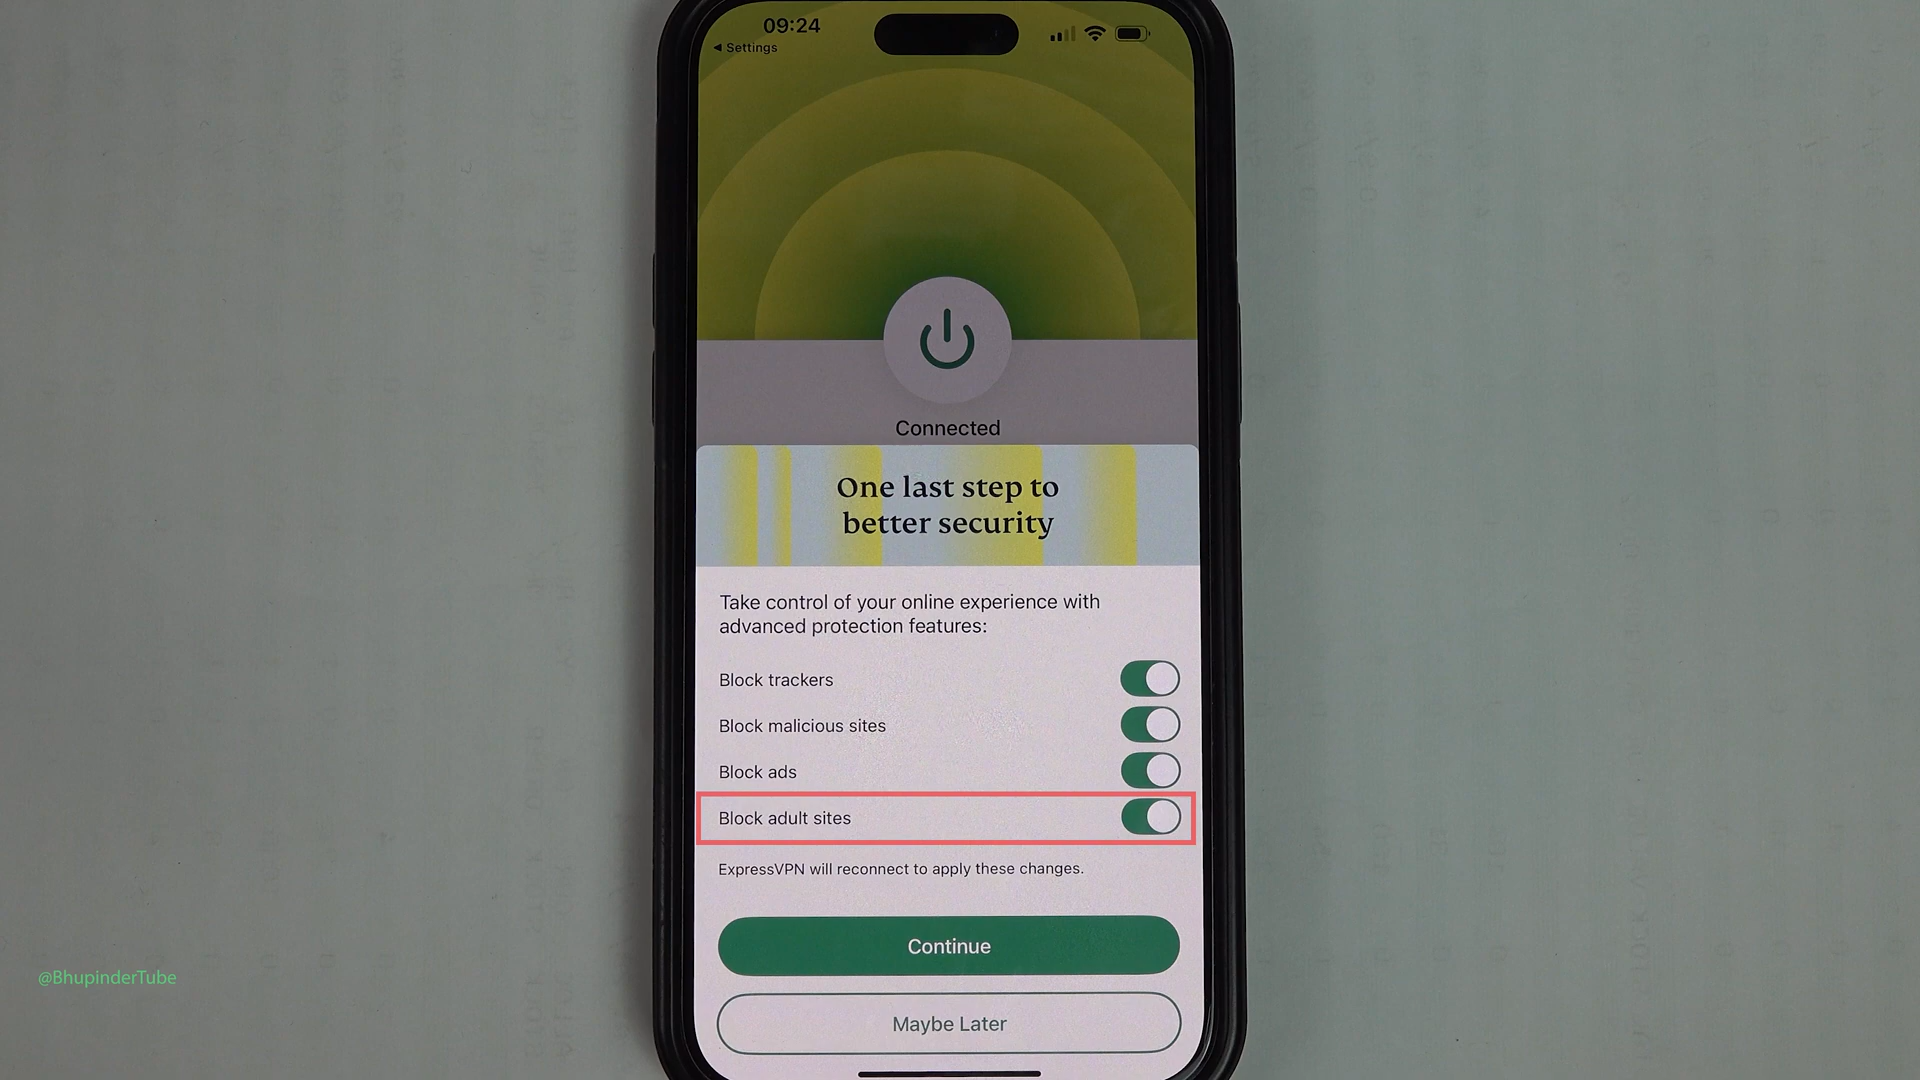 09:24
◀ Settings
Connected
One last step to
better security
Take control of your online experience with
advanced protection features:
Block trackers
Block malicious sites
Block ads
Block adult sites
ExpressVPN will reconnect to apply these changes.
Continue
Maybe Later
@BhupinderTube